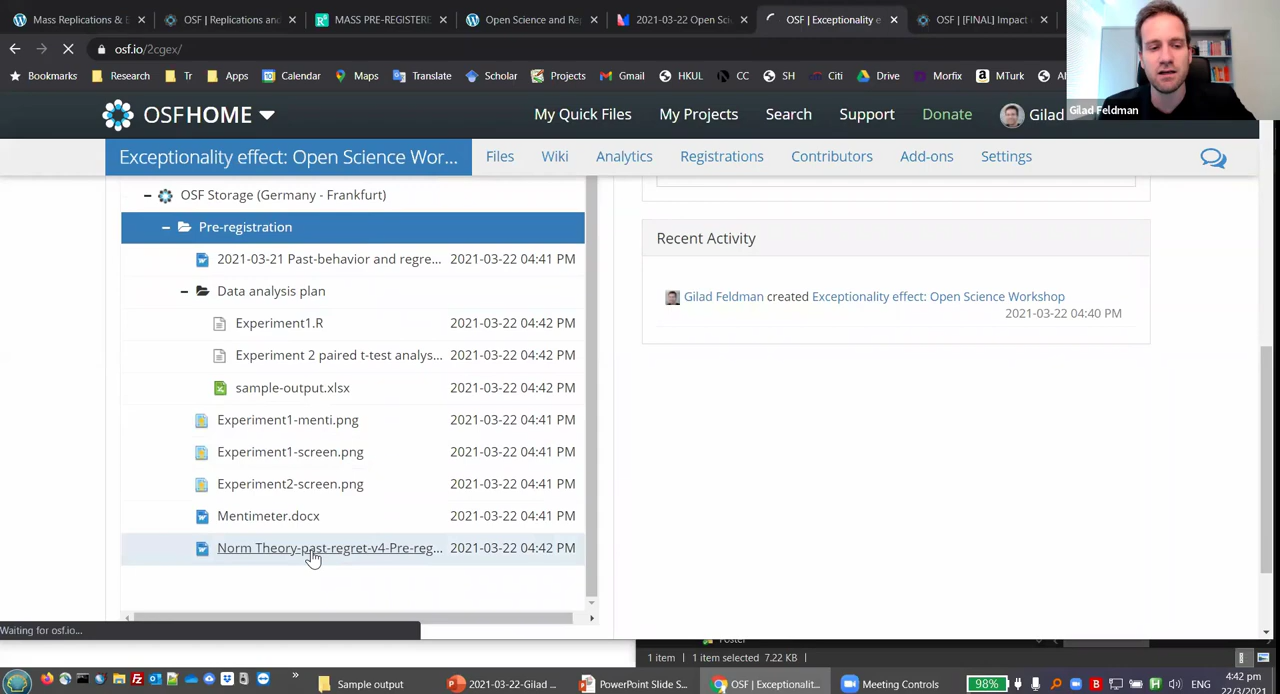 Mass Replications & E
OSF | Replications and
MASS PRE-REGISTERE
Open Science and Rep
2021-03-22 Open Sci
OSF | Exceptionality e
OSF | [FINAL] Impact
osf.io/2cgex/
Bookmarks Research Tr Apps Calendar Maps Translate Scholar Projects Gmail HKUL CC SH Citi Drive Morfix MTurk
Gilad Feldman
OSFHOME My Quick Files My Projects Search Support Donate Gilad
Exceptionality effect: Open Science Wor... Files Wiki Analytics Registrations Contributors Add-ons Settings
OSF Storage (Germany - Frankfurt)
Pre-registration
2021-03-21 Past-behavior and regre... 2021-03-22 04:41 PM
Data analysis plan
Experiment1.R 2021-03-22 04:42 PM
Experiment 2 paired t-test analys... 2021-03-22 04:42 PM
sample-output.xlsx 2021-03-22 04:42 PM
Experiment1-menti.png 2021-03-22 04:41 PM
Experiment1-screen.png 2021-03-22 04:41 PM
Experiment2-screen.png 2021-03-22 04:41 PM
Mentimeter.docx 2021-03-22 04:41 PM
Norm Theory-past-regret-v4-Pre-reg... 2021-03-22 04:42 PM
Recent Activity
Gilad Feldman created Exceptionality effect: Open Science Workshop
2021-03-22 04:40 PM
Waiting for osf.io...
1 item 1 item selected 7.22 KB
Sample output 2021-03-22-Gilad ... PowerPoint Slide S... OSF | Exceptionalit... Meeting Controls 98% ENG
4:42 pm
22/03/2021